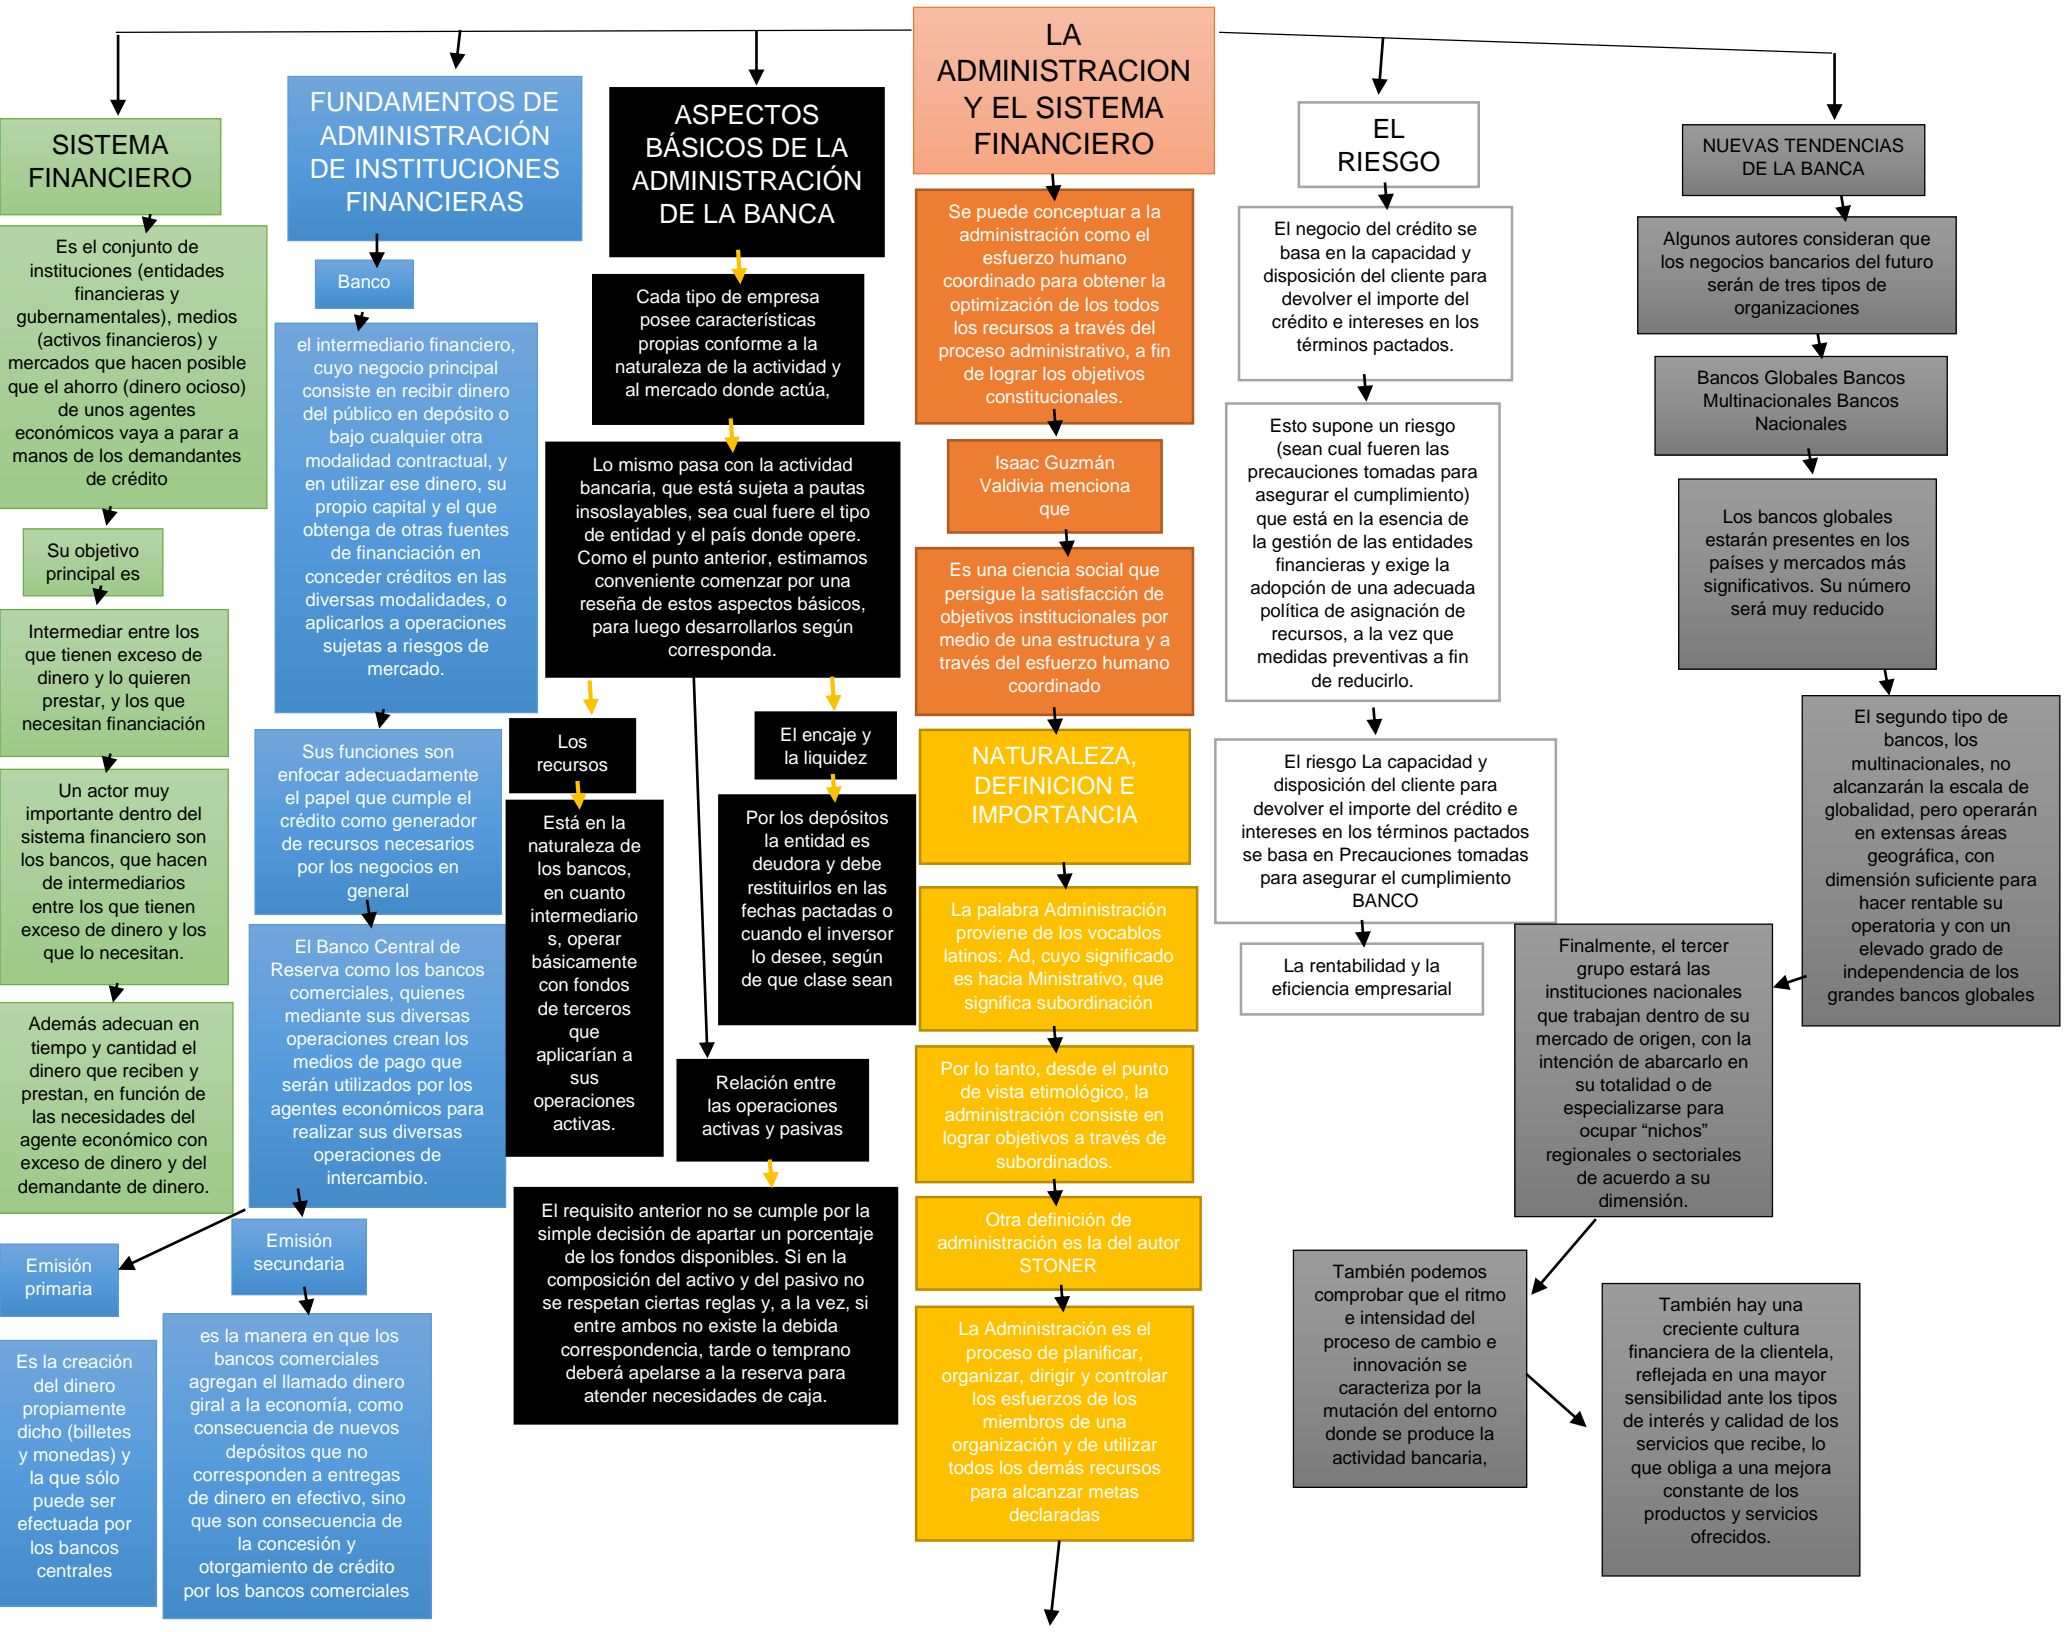 LA
ADMINISTRACION
Y EL SISTEMA
FINANCIERO
SISTEMA
FINANCIERO
Es el conjunto de
instituciones (entidades
financieras y
gubernamentales), medios
(activos financieros) y
mercados que hacen posible
que el ahorro (dinero ocioso)
de unos agentes
económicos vaya a parar a
manos de los demandantes
de crédito
Su objetivo
principal es
Intermediar entre los
que tienen exceso de
dinero y lo quieren
prestar, y los que
necesitan financiación
Un actor muy
importante dentro del
sistema financiero son
los bancos, que hacen
de intermediarios
entre los que tienen
exceso de dinero y los
que lo necesitan.
Además adecuan en
tiempo y cantidad el
dinero que reciben y
prestan, en función de
las necesidades del
agente económico con
exceso de dinero y del
demandante de dinero.
FUNDAMENTOS DE
ADMINISTRACIÓN
DE INSTITUCIONES
FINANCIERAS
Banco
el intermediario financiero,
cuyo negocio principal
consiste en recibir dinero
del público en depósito o
bajo cualquier otra
modalidad contractual, y
en utilizar ese dinero, su
propio capital y el que
obtenga de otras fuentes
de financiación en
conceder créditos en las
diversas modalidades, o
aplicarlos a operaciones
sujetas a riesgos de
mercado.
Sus funciones son
enfocar adecuadamente
el papel que cumple el
crédito como generador
de recursos necesarios
por los negocios en
general
El Banco Central de
Reserva como los bancos
comerciales, quienes
mediante sus diversas
operaciones crean los
medios de pago que
serán utilizados por los
agentes económicos para
realizar sus diversas
operaciones de
intercambio.
Emisión
primaria
Es la creación
del dinero
propiamente
dicho (billetes
y monedas) y
la que sólo
puede ser
efectuada por
los bancos
centrales
Emisión
secundaria
es la manera en que los
bancos comerciales
agregan el llamado dinero
giral a la economía, como
consecuencia de nuevos
depósitos que no
corresponden a entregas
de dinero en efectivo, sino
que son consecuencia de
la concesión y
otorgamiento de crédito
por los bancos comerciales
ASPECTOS
BÁSICOS DE LA
ADMINISTRACIÓN
DE LA BANCA
Cada tipo de empresa
posee características
propias conforme a la
naturaleza de la actividad y
al mercado donde actúa,
Lo mismo pasa con la actividad
bancaria, que está sujeta a pautas
insoslayables, sea cual fuere el tipo
de entidad y el país donde opere.
Como el punto anterior, estimamos
conveniente comenzar por una
reseña de estos aspectos básicos,
para luego desarrollarlos según
corresponda.
Los
recursos
Está en la
naturaleza de
los bancos,
en cuanto
intermediario
s, operar
básicamente
con fondos
de terceros
que
aplicarían a
sus
operaciones
activas.
El encaje y
la liquidez
Por los depósitos
la entidad es
deudora y debe
restituirlos en las
fechas pactadas o
cuando el inversor
lo desee, según
de que clase sean
Relación entre
las operaciones
activas y pasivas
El requisito anterior no se cumple por la
simple decisión de apartar un porcentaje
de los fondos disponibles. Si en la
composición del activo y del pasivo no
se respetan ciertas reglas y, a la vez, si
entre ambos no existe la debida
correspondencia, tarde o temprano
deberá apelarse a la reserva para
atender necesidades de caja.
Se puede conceptuar a la
administración como el
esfuerzo humano
coordinado para obtener la
optimización de los todos
los recursos a través del
proceso administrativo, a fin
de lograr los objetivos
constitucionales.
Isaac Guzmán
Valdivia menciona
que
Es una ciencia social que
persigue la satisfacción de
objetivos institucionales por
medio de una estructura y a
través del esfuerzo humano
coordinado
NATURALEZA,
DEFINICION E
IMPORTANCIA
La palabra Administración
proviene de los vocablos
latinos: Ad, cuyo significado
es hacia Ministrativo, que
significa subordinación
Por lo tanto, desde el punto
de vista etimológico, la
administración consiste en
lograr objetivos a través de
subordinados.
Otra definición de
administración es la del autor
STONER
La Administración es el
proceso de planificar,
organizar, dirigir y controlar
los esfuerzos de los
miembros de una
organización y de utilizar
todos los demás recursos
para alcanzar metas
declaradas
EL
RIESGO
El negocio del crédito se
basa en la capacidad y
disposición del cliente para
devolver el importe del
crédito e intereses en los
términos pactados.
Esto supone un riesgo
(sean cual fueren las
precauciones tomadas para
asegurar el cumplimiento)
que está en la esencia de
la gestión de las entidades
financieras y exige la
adopción de una adecuada
política de asignación de
recursos, a la vez que
medidas preventivas a fin
de reducirlo.
El riesgo La capacidad y
disposición del cliente para
devolver el importe del crédito e
intereses en los términos pactados
se basa en Precauciones tomadas
para asegurar el cumplimiento
BANCO
La rentabilidad y la
eficiencia empresarial
NUEVAS TENDENCIAS
DE LA BANCA
Algunos autores consideran que
los negocios bancarios del futuro
serán de tres tipos de
organizaciones
Bancos Globales Bancos
Multinacionales Bancos
Nacionales
Los bancos globales
estarán presentes en los
países y mercados más
significativos. Su número
será muy reducido
El segundo tipo de
bancos, los
multinacionales, no
alcanzarán la escala de
globalidad, pero operarán
en extensas áreas
geográfica, con
dimensión suficiente para
hacer rentable su
operatoria y con un
elevado grado de
independencia de los
grandes bancos globales
Finalmente, el tercer
grupo estará las
instituciones nacionales
que trabajan dentro de su
mercado de origen, con la
intención de abarcarlo en
su totalidad o de
especializarse para
ocupar “nichos”
regionales o sectoriales
de acuerdo a su
dimensión.
También podemos
comprobar que el ritmo
e intensidad del
proceso de cambio e
innovación se
caracteriza por la
mutación del entorno
donde se produce la
actividad bancaria,
También hay una
creciente cultura
financiera de la clientela,
reflejada en una mayor
sensibilidad ante los tipos
de interés y calidad de los
servicios que recibe, lo
que obliga a una mejora
constante de los
productos y servicios
ofrecidos.